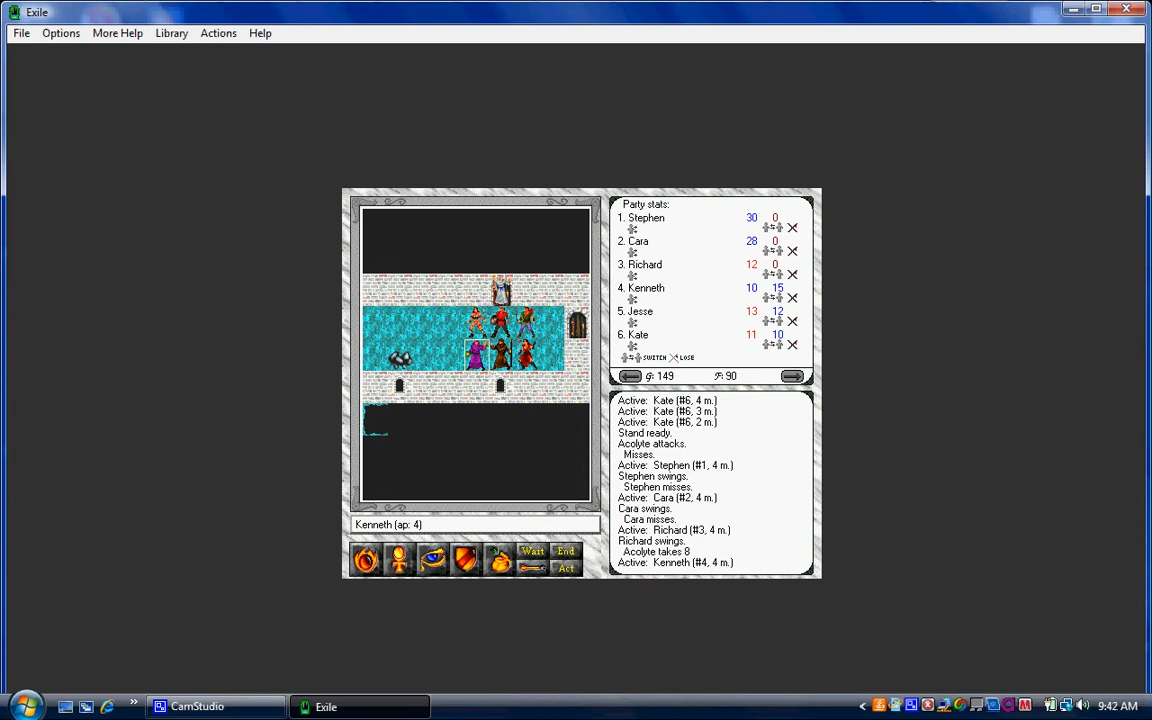 Exile
File Options More Help Library Actions Help
Party stats:
1. Stephen 30 0
2. Cara 28 0
3. Richard 12 0
4. Kenneth 10 15
5. Jesse 13 12
6. Kate 11 10
SWITCH LOSE
G: 149 F: 90
Active: Kate (#6, 4 m.)
Active: Kate (#6, 3 m.)
Active: Kate (#6, 2 m.)
Stand ready.
Acolyte attacks.
Misses.
Active: Stephen (#1, 4 m.)
Stephen swings.
Stephen misses.
Active: Cara (#2, 4 m.)
Cara swings.
Cara misses.
Active: Richard (#3, 4 m.)
Richard swings.
Acolyte takes 8
Active: Kenneth (#4, 4 m.)
Kenneth (ap: 4)
Wait End
Act
CamStudio Exile 9:42 AM